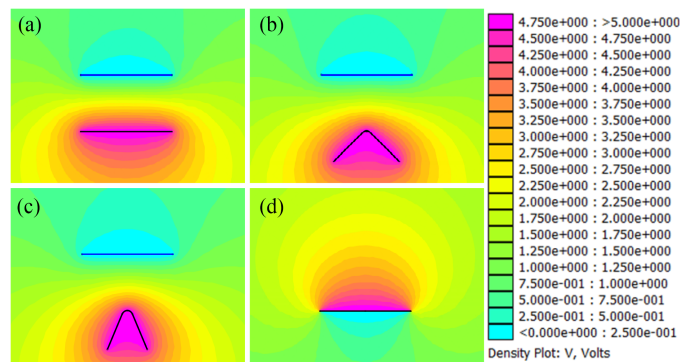 (a)
(b)
(c)
(d)
4.750e+000 : >5.000e+000
4.500e+000 : 4.750e+000
4.250e+000 : 4.500e+000
4.000e+000 : 4.250e+000
3.750e+000 : 4.000e+000
3.500e+000 : 3.750e+000
3.250e+000 : 3.500e+000
3.000e+000 : 3.250e+000
2.750e+000 : 3.000e+000
2.500e+000 : 2.750e+000
2.250e+000 : 2.500e+000
2.000e+000 : 2.250e+000
1.750e+000 : 2.000e+000
1.500e+000 : 1.750e+000
1.250e+000 : 1.500e+000
1.000e+000 : 1.250e+000
7.500e-001 : 1.000e+000
5.000e-001 : 7.500e-001
2.500e-001 : 5.000e-001
<0.000e+000 : 2.500e-001
Density Plot: V, Volts